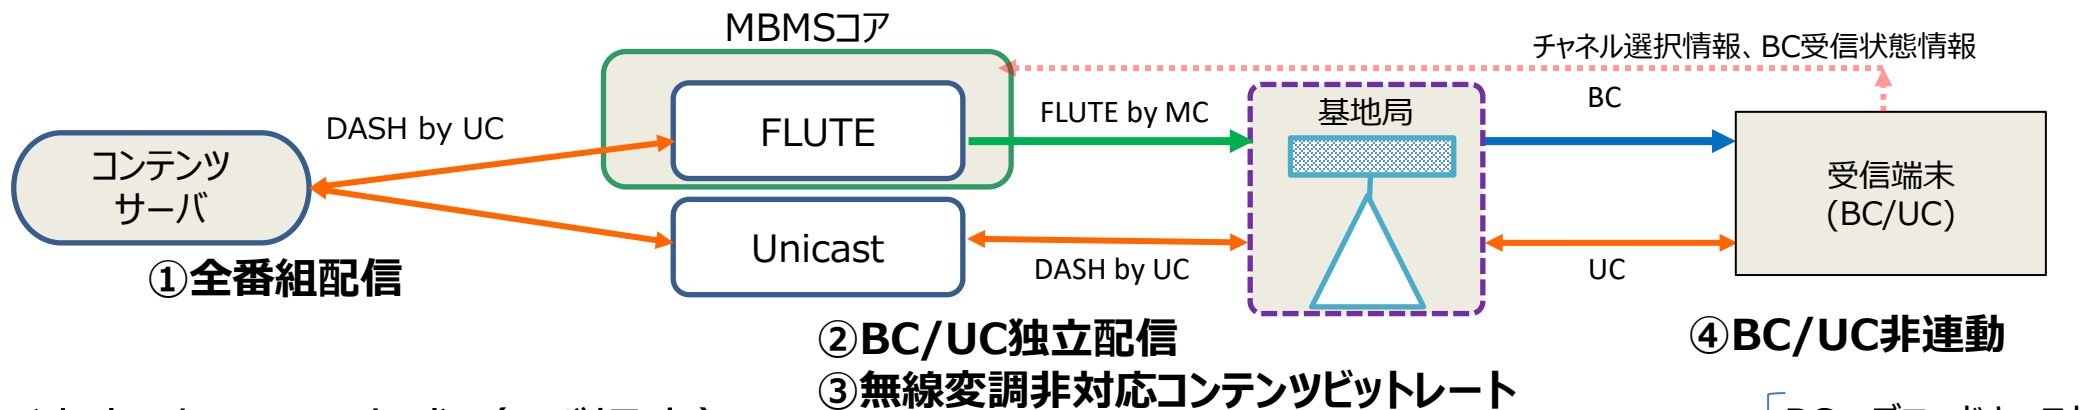 MBMSコア
チャネル選択情報、BC受信状態情報
DASH by UC
FLUTE
FLUTE by MC
基地局
BC
コンテンツ
サーバ
受信端末
(BC/UC)
Unicast
DASH by UC
UC
①全番組配信
②BC/UC独立配信
④BC/UC非連動
③無線変調非対応コンテンツビットレート